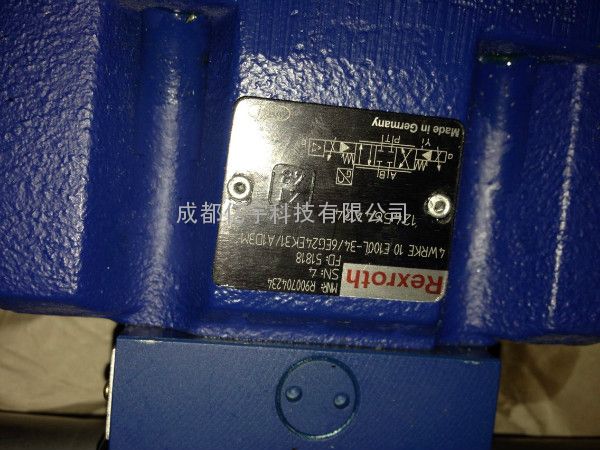 Rexroth
MNR: R900704234
SN: 4
FD: 51818
4WRKE 10 E100L-34/6EG24EK31/A1D3M
Made in Germany
A B
P T
Y
成都
宇科技有限公司